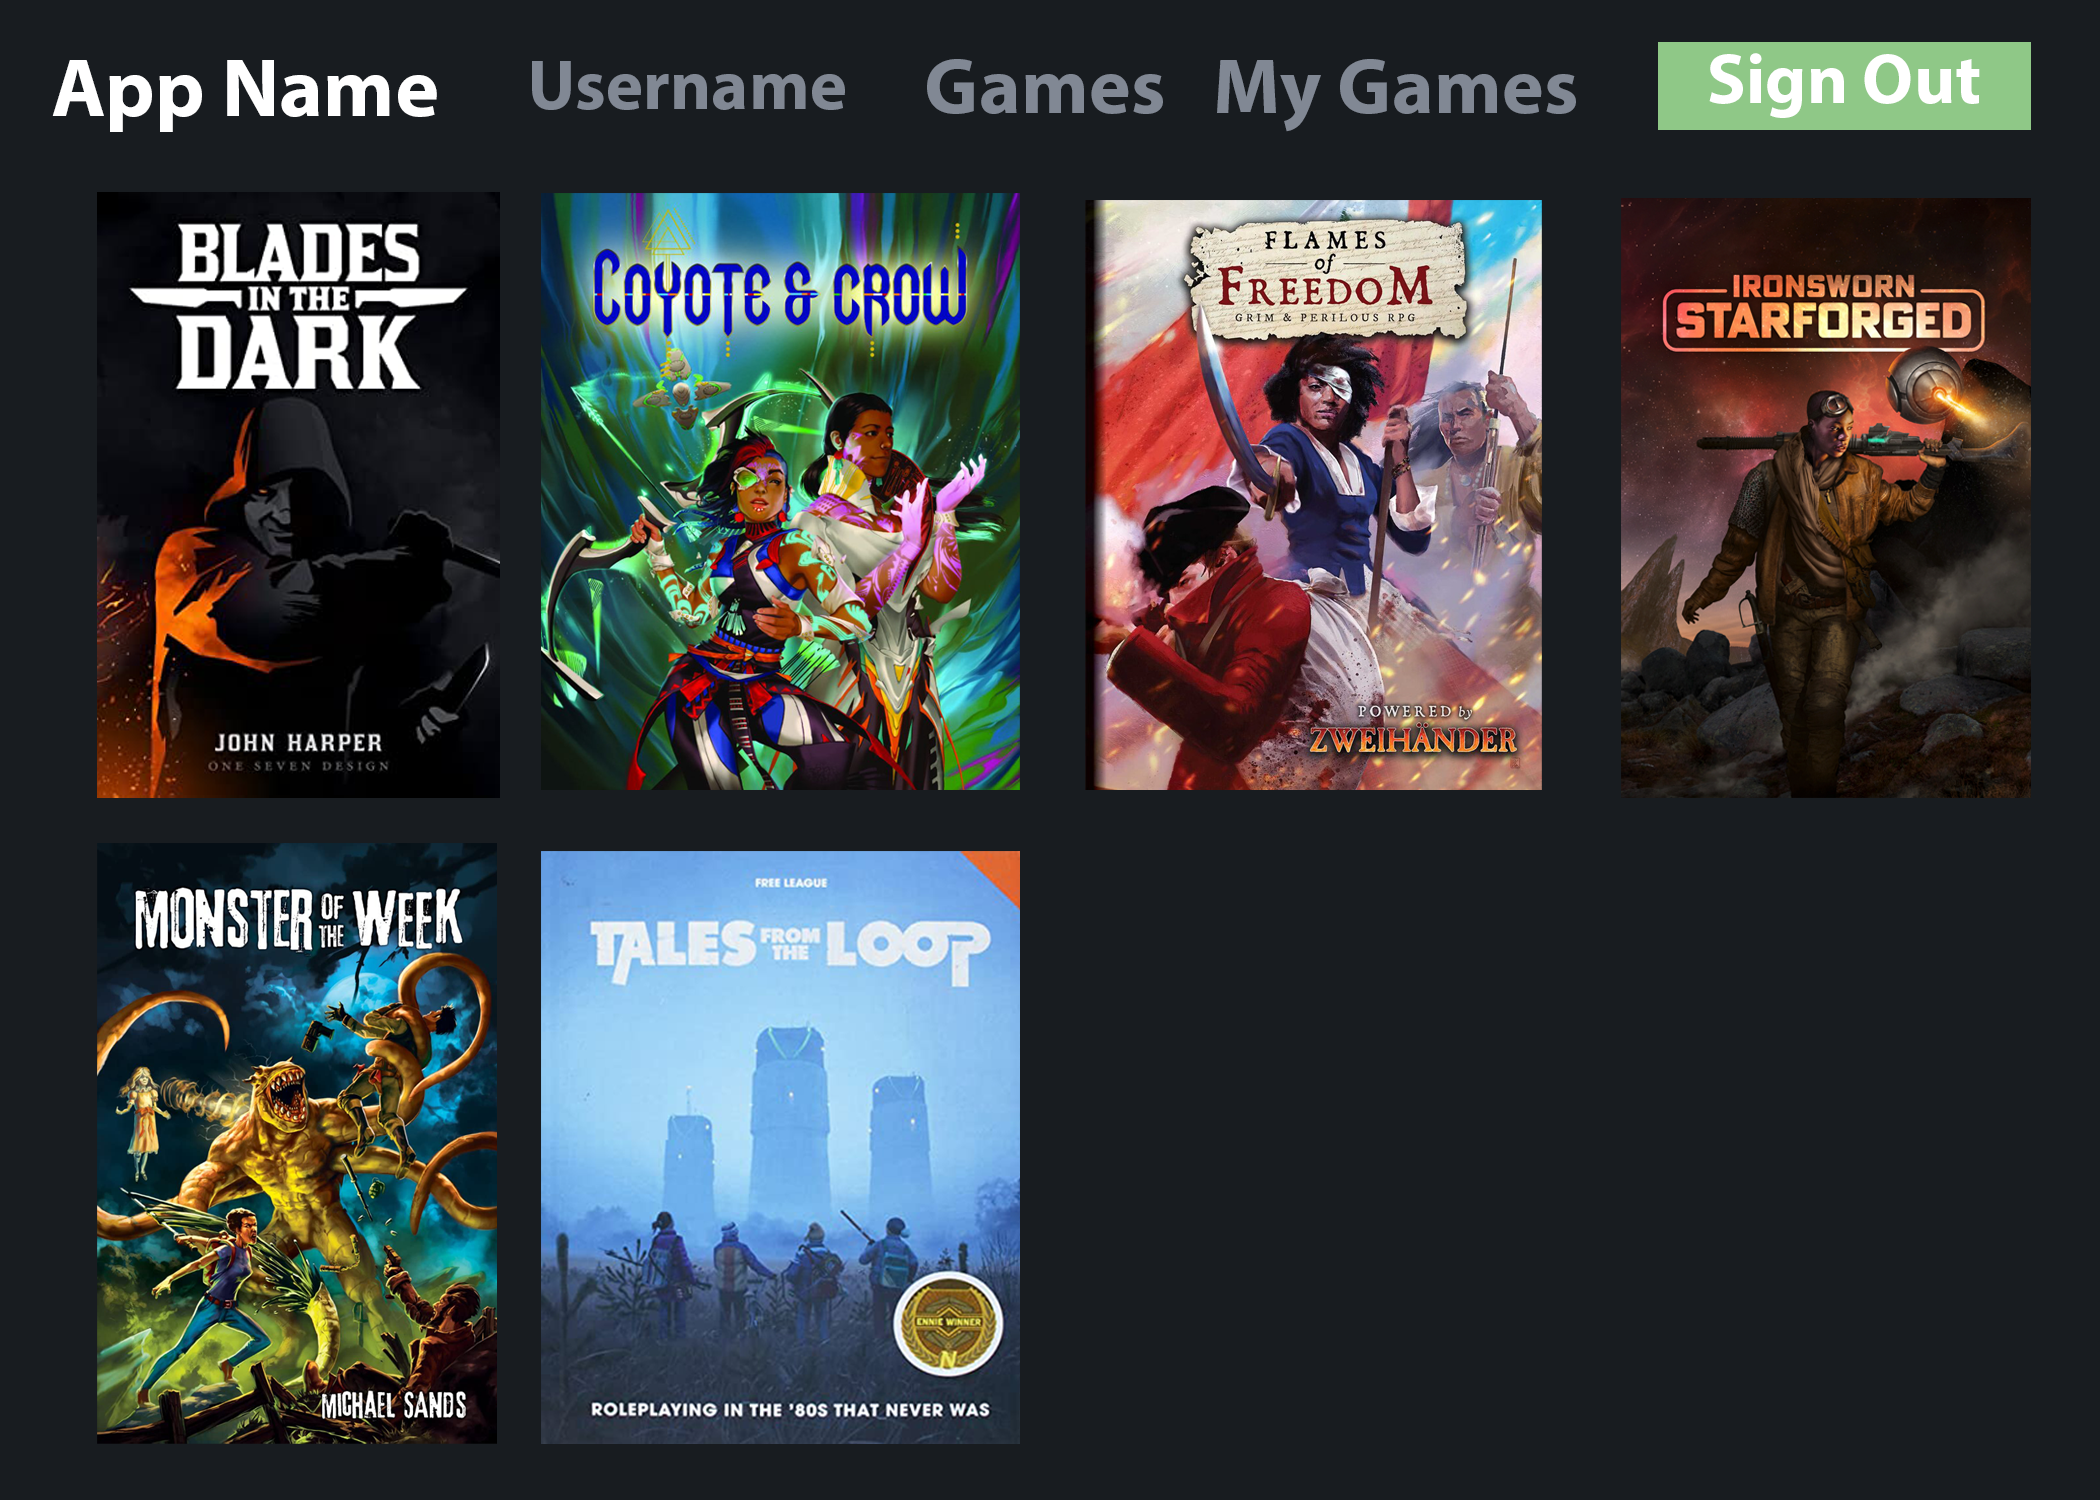 App Name
Username
Games
My Games
Sign Out
BLADES
IN THE
DARK
JOHN HARPER
ONE SEVEN DESIGN
COYOTE & CROW
FLAMES
of
FREEDOM
GRIM & PERILOUS RPG
POWERED by
ZWEIHÄNDER
IRONSWORN
STARFORGED
MONSTER OF THE WEEK
MICHAEL SANDS
FREE LEAGUE
TALES FROM THE LOOP
ENNIE WINNER
N
ROLEPLAYING IN THE '80S THAT NEVER WAS